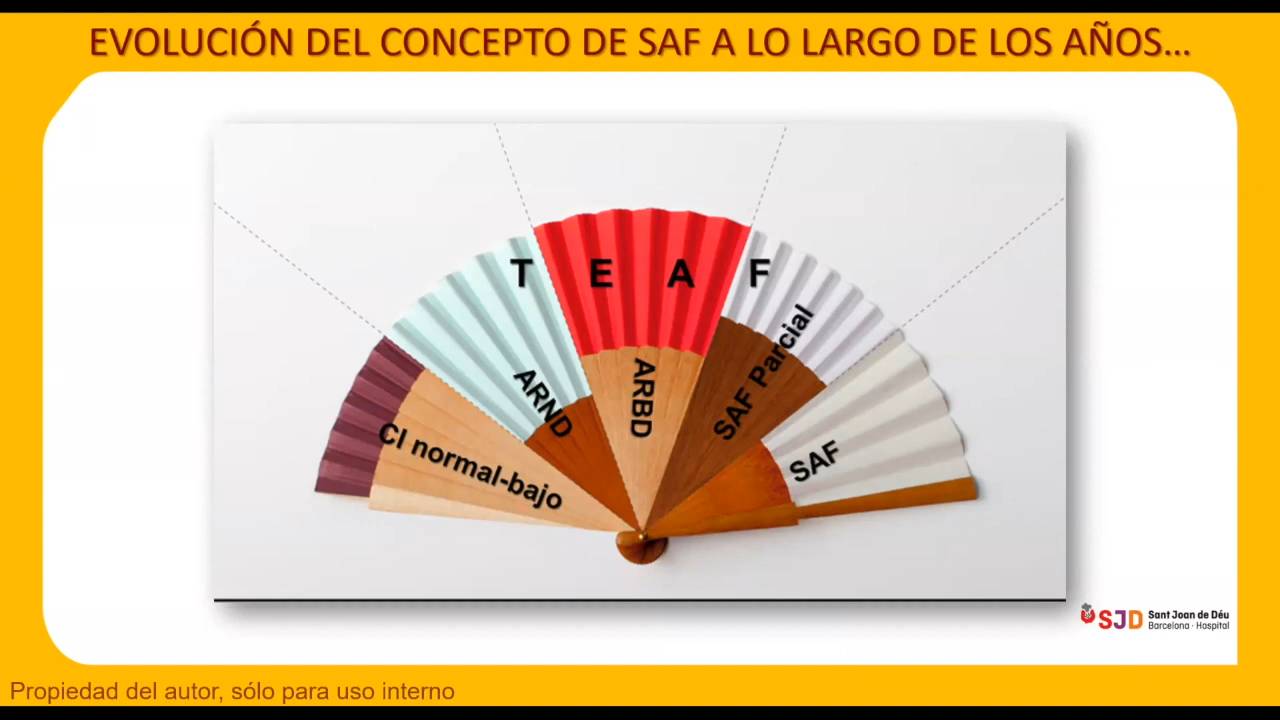 EVOLUCIÓN DEL CONCEPTO DE SAF A LO LARGO DE LOS AÑOS...
T E A F
CI normal-bajo
ARND
ARBD
SAF Parcial
SAF
SJD Sant Joan de Déu
Barcelona · Hospital
Propiedad del autor, sólo para uso interno